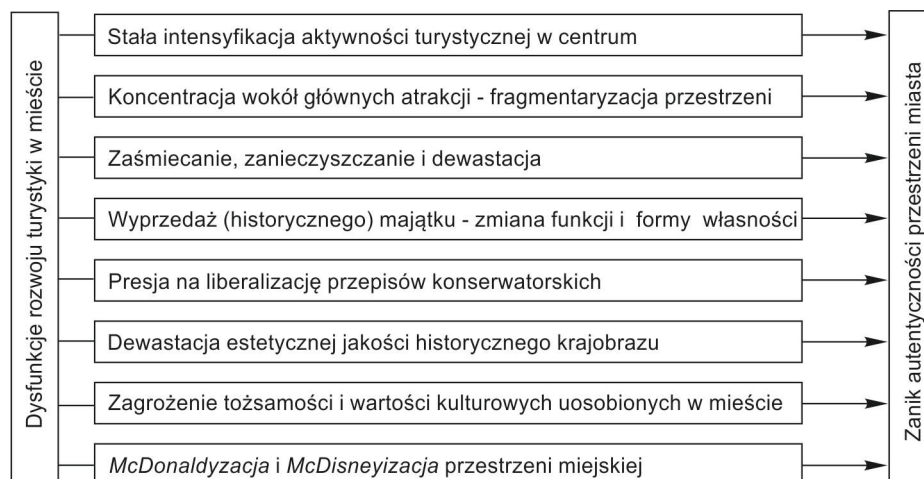 Dysfunkcje rozwoju turystyki w mieście
Stała intensyfikacja aktywności turystycznej w centrum
Koncentracja wokół głównych atrakcji - fragmentaryzacja przestrzeni
Zaśmiecanie, zanieczyszczanie i dewastacja
Wyprzedaż (historycznego) majątku - zmiana funkcji i formy własności
Presja na liberalizację przepisów konserwatorskich
Dewastacja estetycznej jakości historycznego krajobrazu
Zagrożenie tożsamości i wartości kulturowych uosobionych w mieście
McDonaldyzacja i McDisneyizacja przestrzeni miejskiej
Zanik autentyczności przestrzeni miasta